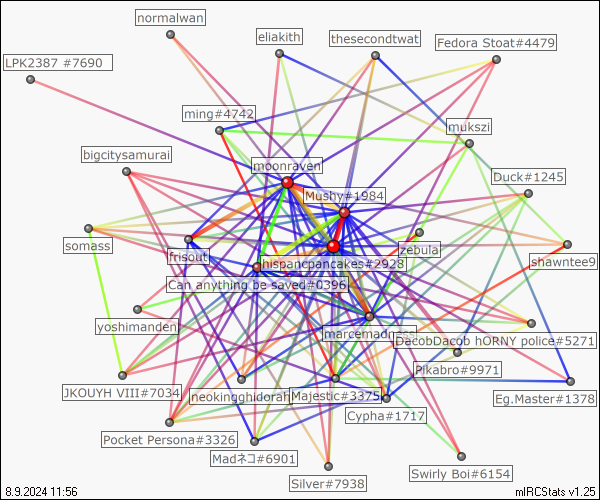 normalwan
eliakith
thesecondtwat
Fedora Stoat#4479
LPK2387 #7690
ming#4742
mukszi
bigcitysamurai
moonraven
Duck#1245
Mushy#1984
somass
frisout
zebula
hispancpancakes#2928
shawntee9
Can anything be saved#0396
yoshimanden
marcemadness
DacobDacob hORNY police#5271
Pikabro#9971
JKOUYH VIII#7034
neokingghidorah
Majestic#3375
Eg.Master#1378
Cypha#1717
Pocket Persona#3326
Madネコ#6901
Swirly Boi#6154
Silver#7938
8.9.2024 11:56
mIRCStats v1.25